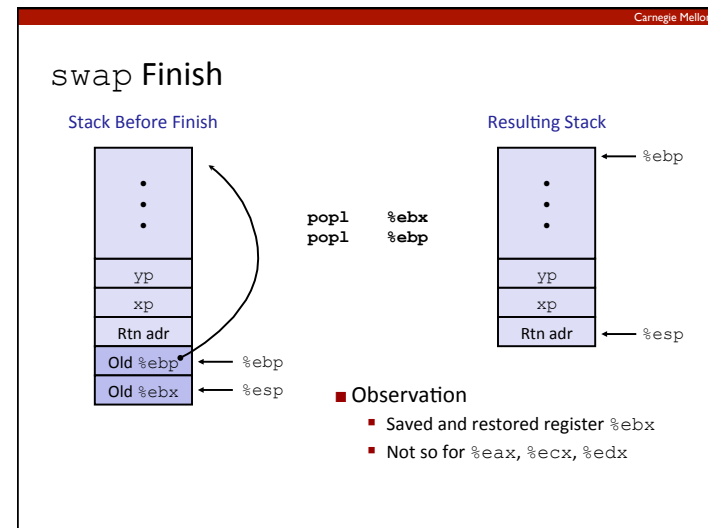 Carnegie Mellon
swap Finish
Stack Before Finish
Resulting Stack
%ebp
popl %ebx
popl %ebp
yp
xp
Rtn adr
Old %ebp
%ebp
Old %ebx
%esp
yp
xp
Rtn adr
%esp
■ Observation
▪ Saved and restored register %ebx
▪ Not so for %eax, %ecx, %edx